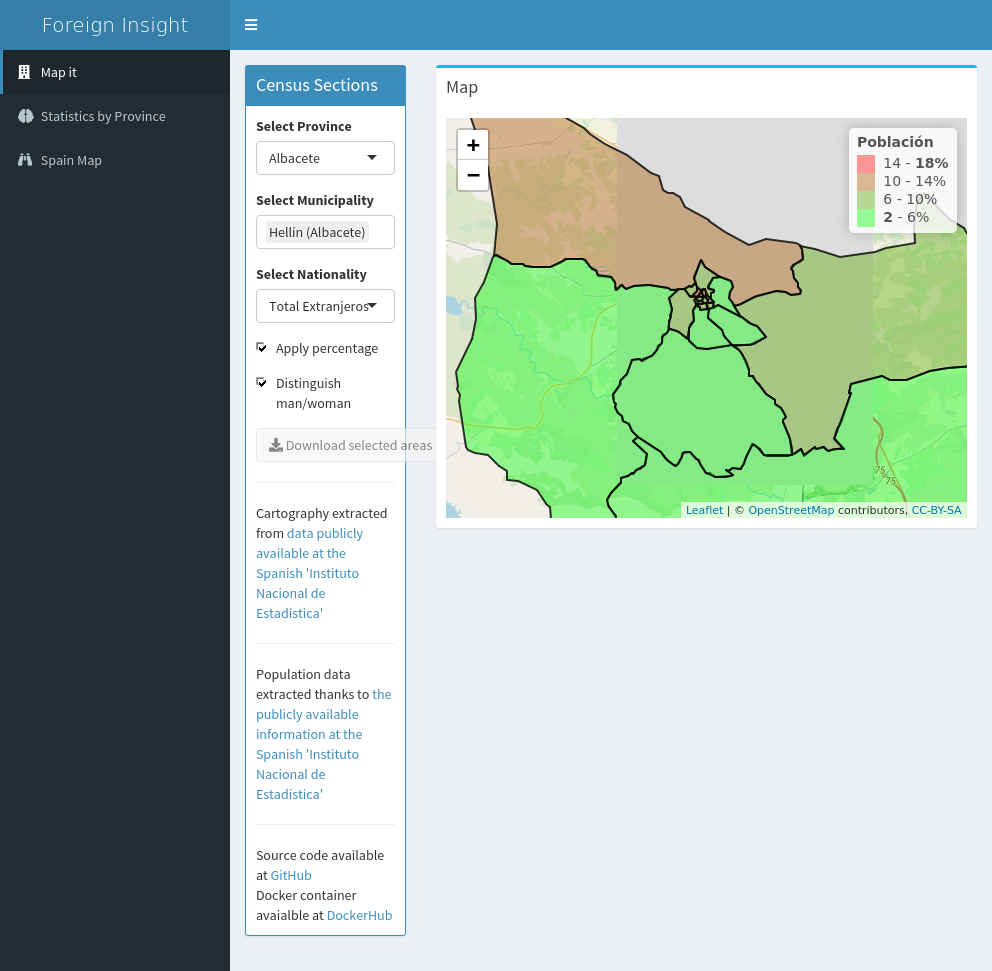 Foreign Insight
Map it
Statistics by Province
Spain Map
Census Sections
Select Province
Albacete
Select Municipality
Hellín (Albacete)
Select Nationality
Total Extranjeros
Apply percentage
Distinguish
man/woman
Download selected areas
Cartography extracted
from data publicly
available at the
Spanish 'Instituto
Nacional de
Estadística'
Population data
extracted thanks to the
publicly available
information at the
Spanish 'Instituto
Nacional de
Estadística'
Source code available
at GitHub
Docker container
avaialble at DockerHub
Map
+
−
Població
14 - 18%
10 - 14%
6 - 10%
2 - 6%
75
75
Leaflet | © OpenStreetMap contributors, CC-BY-SA